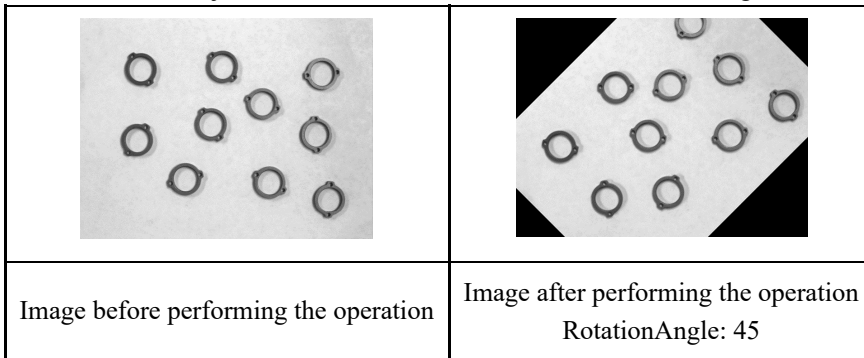 Image before performing the operation
Image after performing the operation
RotationAngle: 45